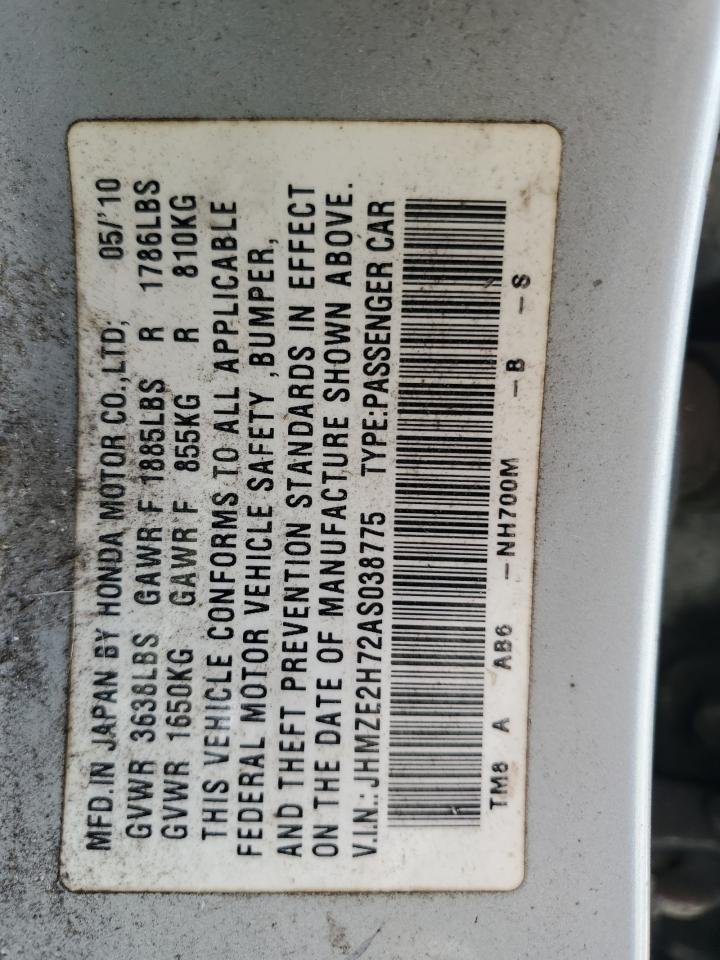 MFD.IN JAPAN BY HONDA MOTOR CO.,LTD, 05/'10
GVWR 3638LBS GAWR F 1885LBS R 1786LBS
GVWR 1650KG GAWR F 855KG R 810KG
THIS VEHICLE CONFORMS TO ALL APPLICABLE
FEDERAL MOTOR VEHICLE SAFETY ,BUMPER,
AND THEFT PREVENTION STANDARDS IN EFFECT
ON THE DATE OF MANUFACTURE SHOWN ABOVE.
V.I.N.: JHMZE2H72AS038775 TYPE:PASSENGER CAR
TM8 A AB6 –NH700M –B –S